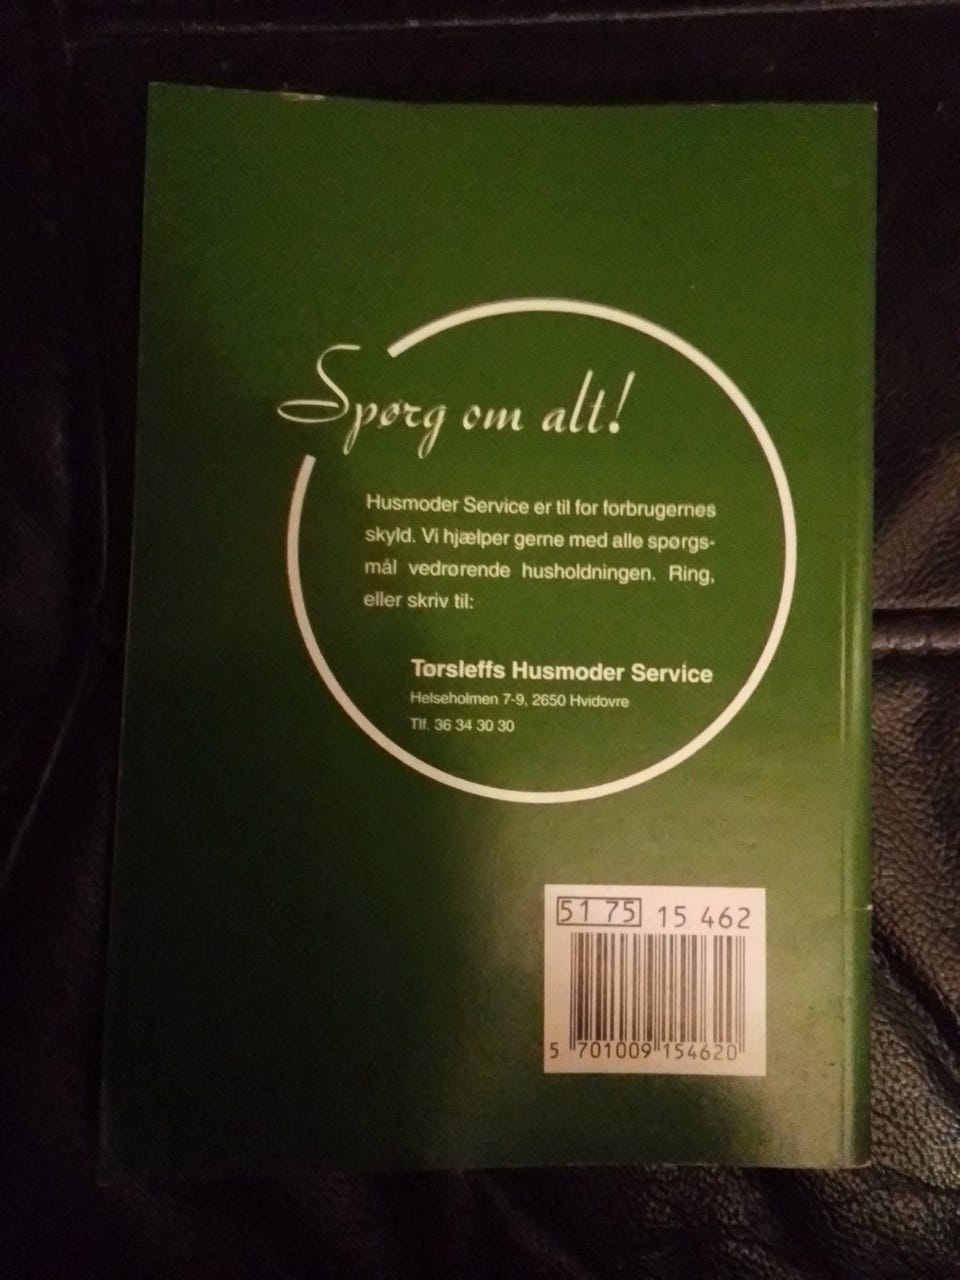 Spørg om alt!
Husmoder Service er til for forbrugernes
skyld. Vi hjælper gerne med alle spørgs-
mål vedrørende husholdningen. Ring,
eller skriv til:
Tørsleffs Husmoder Service
Helseholmen 7-9, 2650 Hvidovre
Tlf. 36 34 30 30
51 75 15 462
5 701009 154620